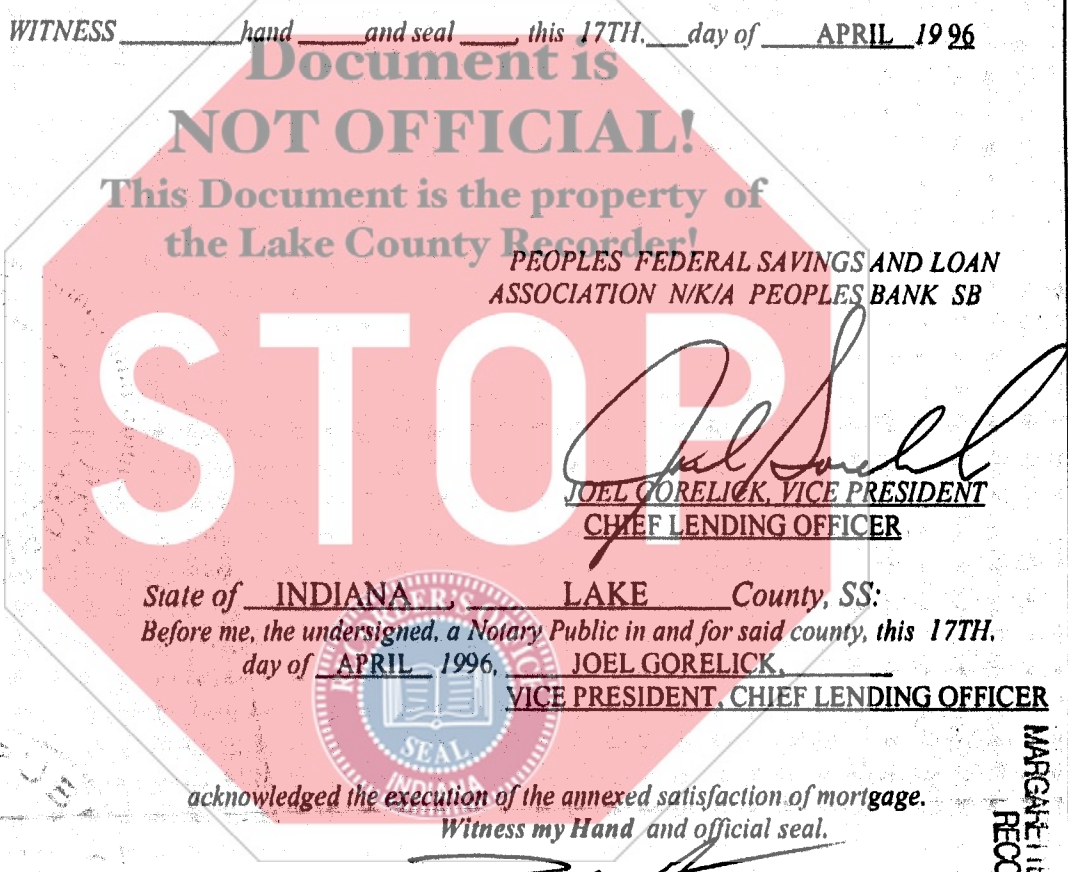 WITNESS hand and seal , this 17TH. day of APRIL 1996
Document is
NOT OFFICIAL!
This Document is the property of
the Lake County Recorder!
PEOPLES FEDERAL SAVINGS AND LOAN
ASSOCIATION N/K/A PEOPLES BANK SB
STOP
JOEL GORELICK, VICE PRESIDENT
CHIEF LENDING OFFICER
State of INDIANA , LAKE County, SS:
Before me, the undersigned, a Notary Public in and for said county, this 17TH.
day of APRIL 1996, JOEL GORELICK,
VICE PRESIDENT, CHIEF LENDING OFFICER
RECORDER'S OFFICE
SEAL
INDIANA
acknowledged the execution of the annexed satisfaction of mortgage.
Witness my Hand and official seal.